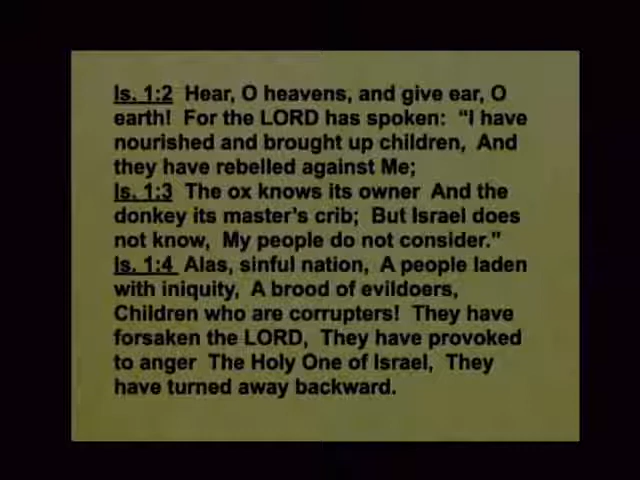 Is. 1:2  Hear, O heavens, and give ear, O
earth!  For the LORD has spoken:  “I have
nourished and brought up children,  And
they have rebelled against Me;
Is. 1:3  The ox knows its owner  And the
donkey its master’s crib;  But Israel does
not know,  My people do not consider.”
Is. 1:4  Alas, sinful nation,  A people laden
with iniquity,  A brood of evildoers,
Children who are corrupters!  They have
forsaken the LORD,  They have provoked
to anger  The Holy One of Israel,  They
have turned away backward.